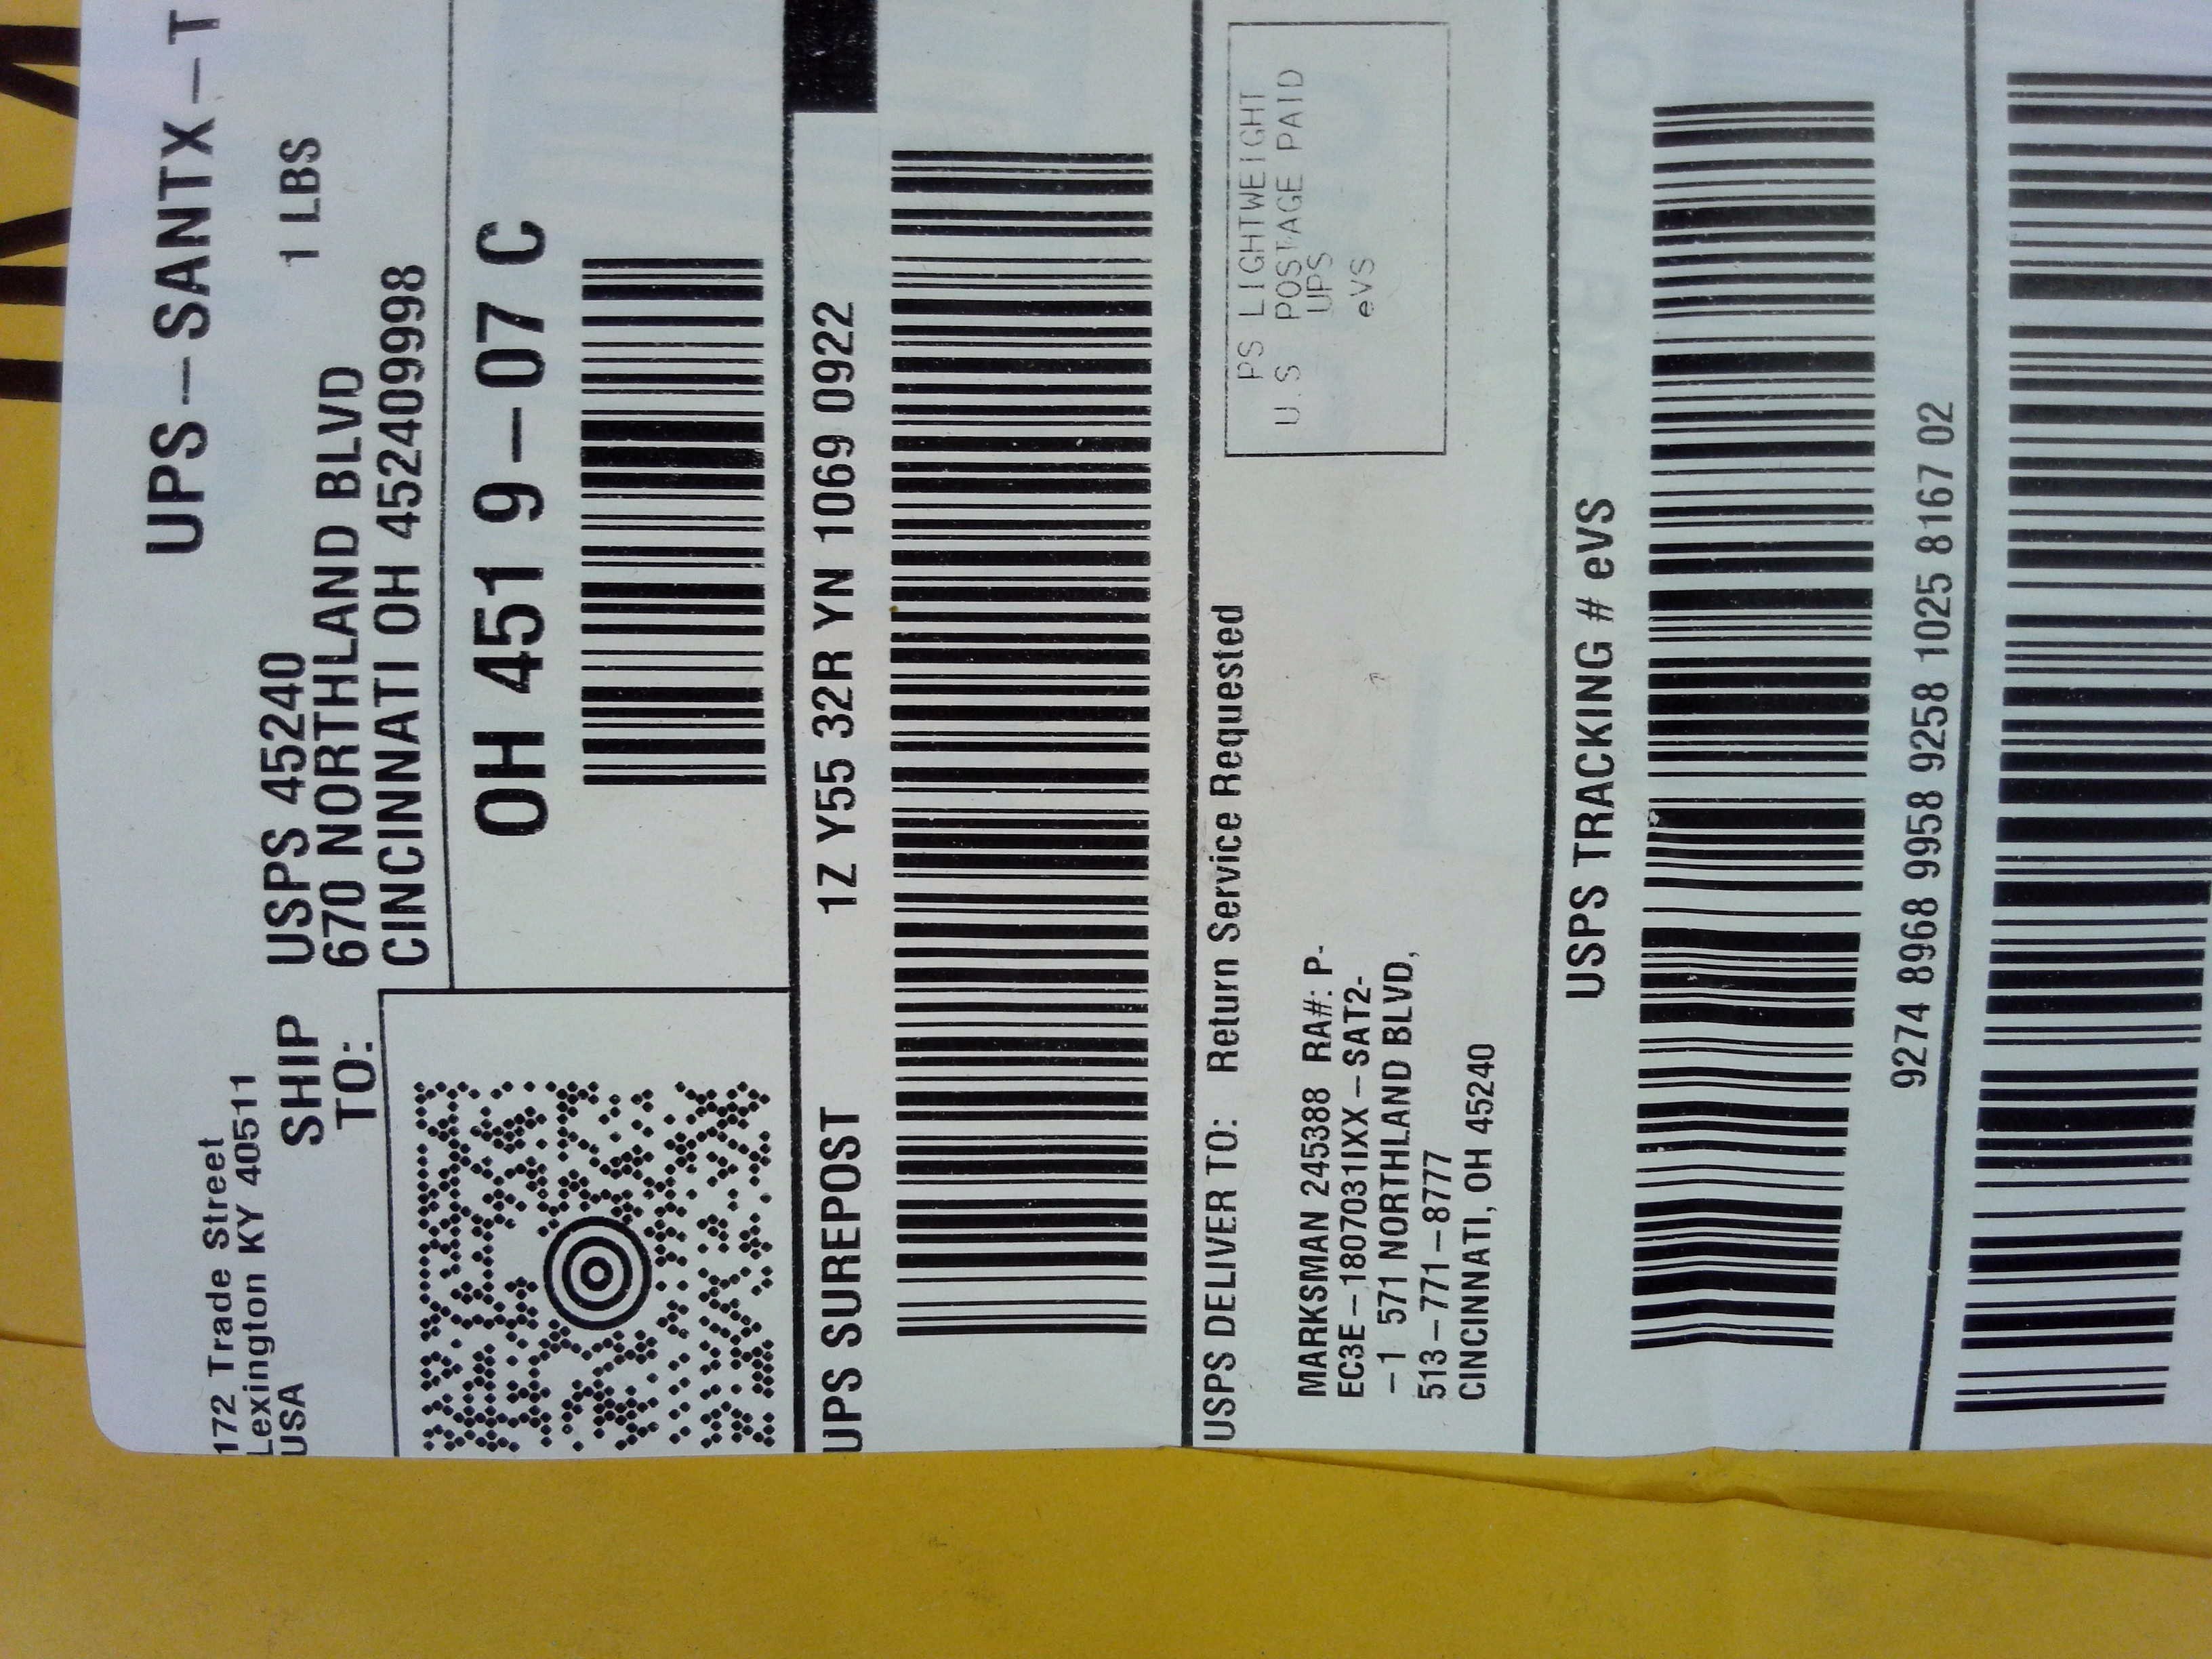 UPS-SANTX-T
172 Trade Street
Lexington KY 40511
USA
1 LBS
SHIP TO:
USPS 45240
670 NORTHLAND BLVD
CINCINNATI OH 452409998
OH 451 9-07 C
UPS SUREPOST 1Z Y55 32R YN 1069 0922
USPS DELIVER TO: Return Service Requested
PS LIGHTWEIGHT
U.S POSTAGE PAID
UPS
eVS
MARKSMAN 245388 RA#: P-
EC3E-1807031IXX-SAT2-
-1 571 NORTHLAND BLVD,
513-771-8777
CINCINNATI, OH 45240
USPS TRACKING # eVS
9274 8968 9958 9258 1025 8167 02